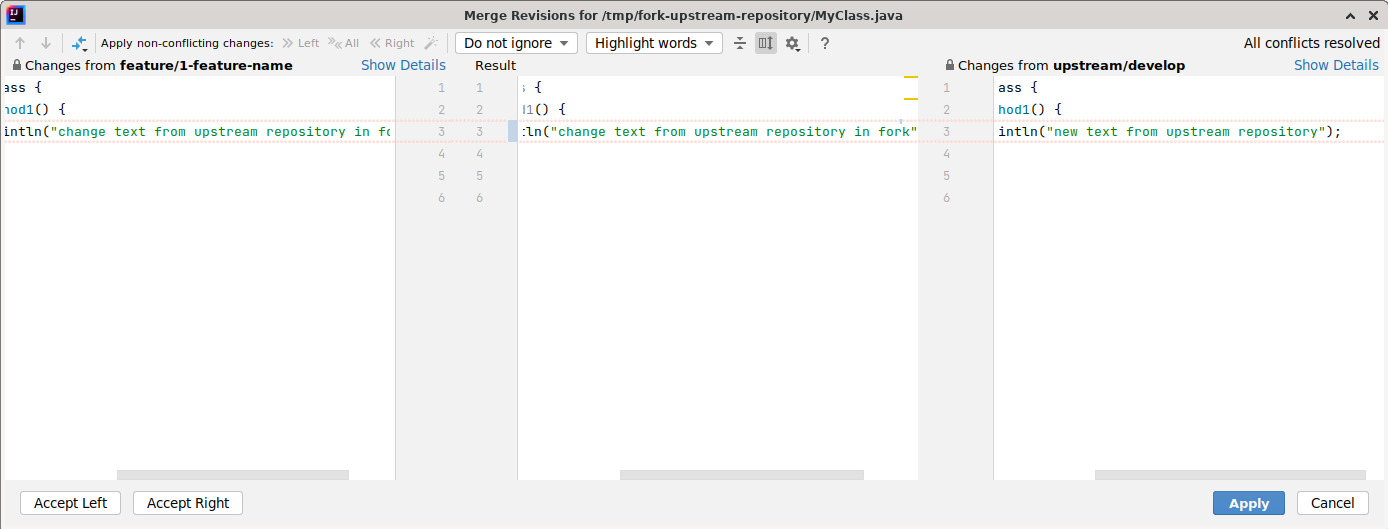 Merge Revisions for /tmp/fork-upstream-repository/MyClass.java
Apply non-conflicting changes: Left All Right Do not ignore Highlight words ? All conflicts resolved
Changes from feature/1-feature-name Show Details Result Changes from upstream/develop Show Details
ass { 1 1 { 1 ass {
hod1() { 2 2 1() { 2 hod1() {
intln("change text from upstream repository in fo 3 3 ln("change text from upstream repository in fork" 3 intln("new text from upstream repository");
4 4 4
5 5 5
6 6 6
Accept Left Accept Right Apply Cancel